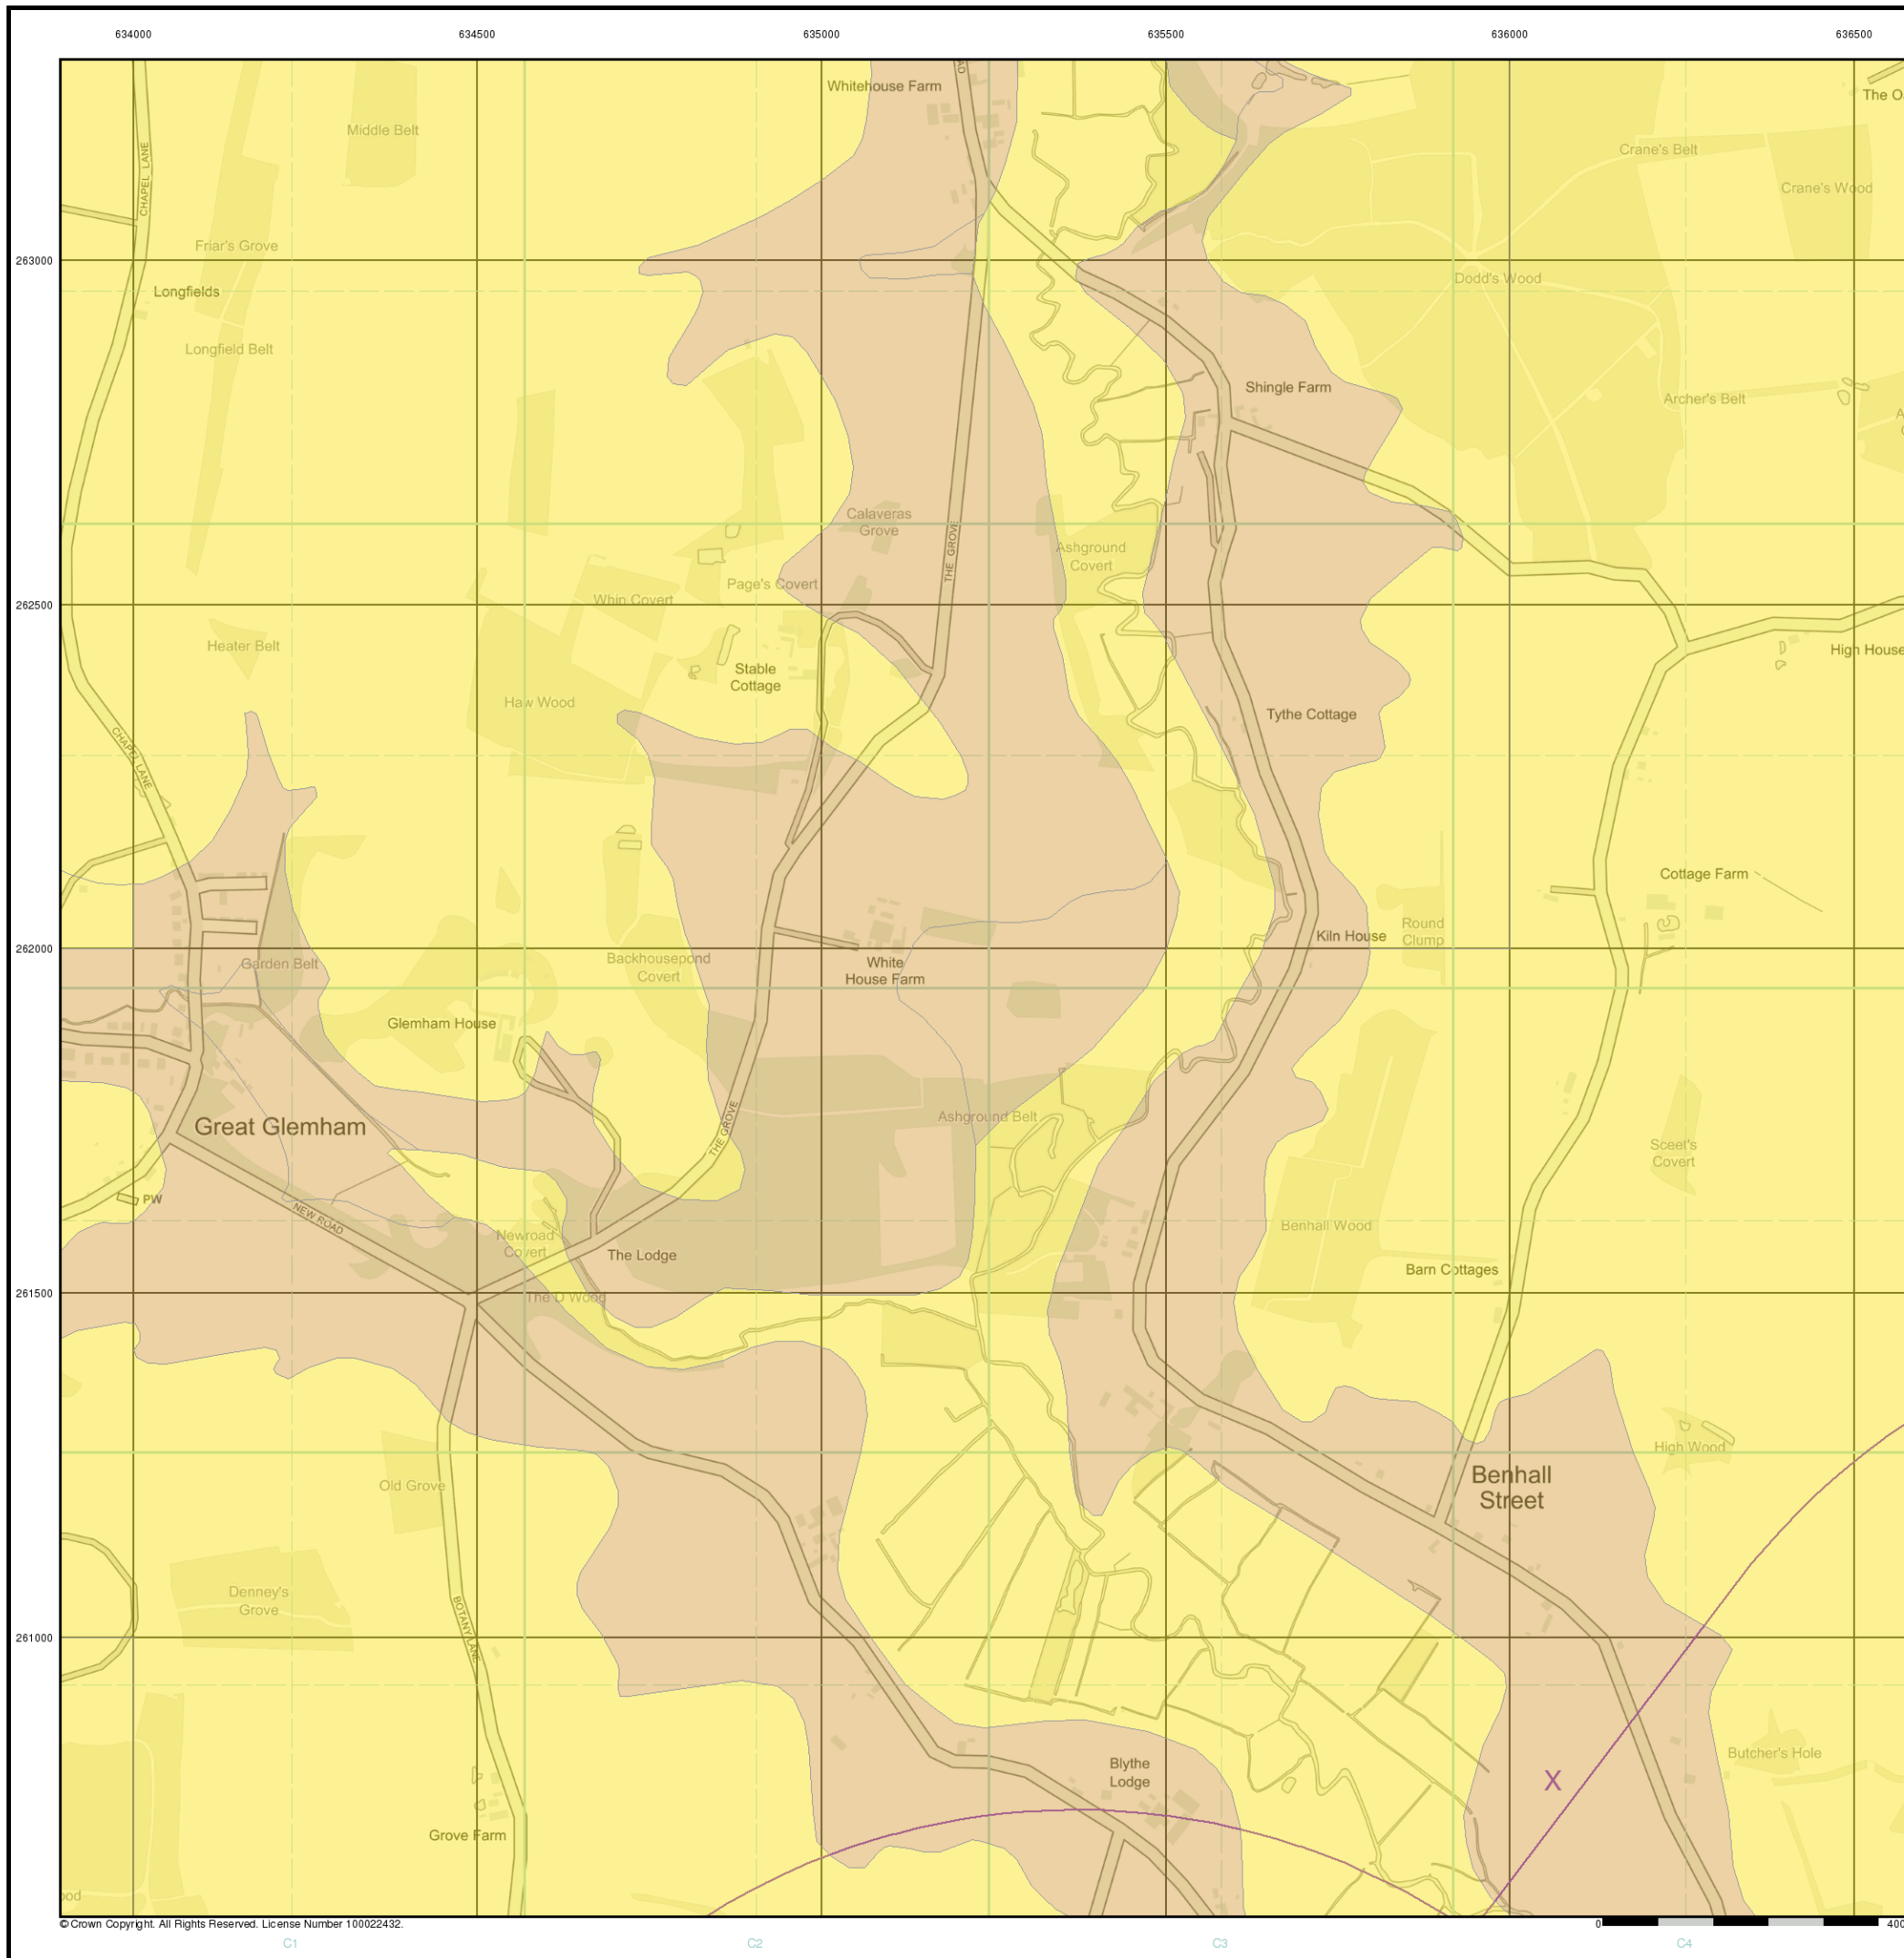 634000 634500 635000 635500 636000 636500
Whitehouse Farm
The O
Middle Belt
CHAPEL LANE
Crane's Belt
Crane's Wood
Friar's Grove
263000
Longfields
Dodd's Wood
Longfield Belt
Shingle Farm
Archer's Belt
Calaveras
Grove
THE GROVE
Ashground
Covert
Page's Covert
Whin Covert
262500
Heater Belt
High House
Stable
Cottage
Haw Wood
Tythe Cottage
CHAPEL LANE
Cottage Farm
Round
Clump
Kiln House
262000
Garden Belt
Backhousepond
Covert
White
House Farm
Glemham House
Great Glemham
THE GROVE
Ashground Belt
Sceet's
Covert
PW
NEW ROAD
Newroad
Covert
The Lodge
Benhall Wood
Barn Cottages
261500
The D Wood
High Wood
Old Grove
Benhall
Street
Denney's
Grove
BOTANY LANE
261000
Butcher's Hole
Blythe
Lodge
X
Grove Farm
ood
© Crown Copyright. All Rights Reserved. License Number 100022432.
0 400
C1 C2 C3 C4